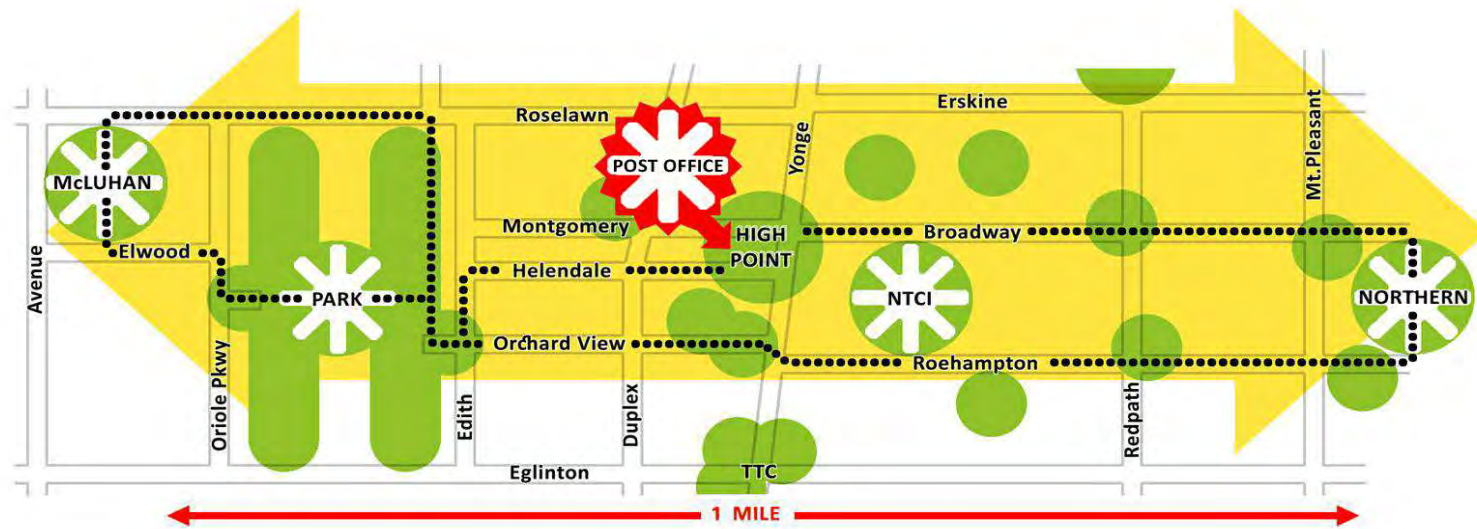 Roselawn
Erskine
POST OFFICE
Yonge
Mt.Pleasant
McLUHAN
Montgomery
HIGH
POINT
Broadway
Elwood
Helendale
Avenue
PARK
NTCI
NORTHERN
Orchard View
Roehampton
Oriole Pkwy
Edith
Duplex
Redpath
Eglinton
TTC
1 MILE